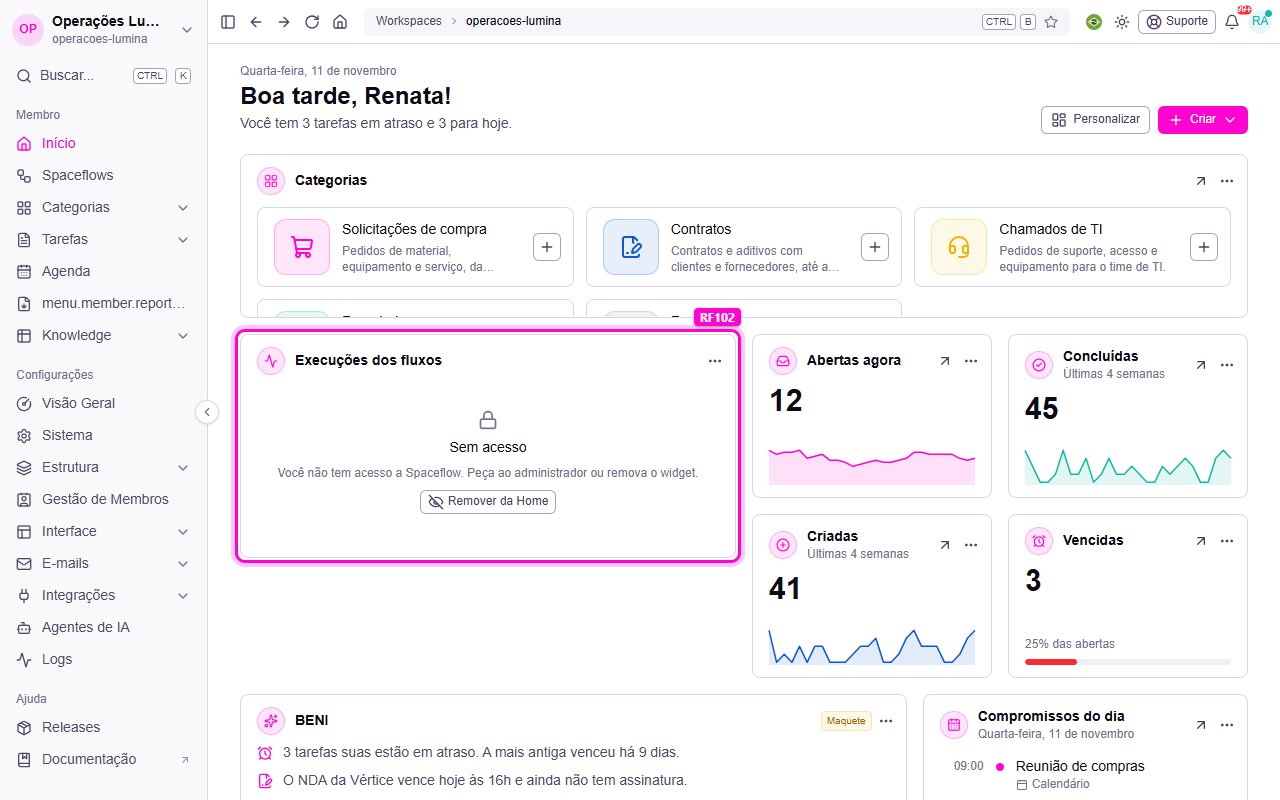 OP
Operações Lu...
operacoes-lumina
Buscar...
CTRL K
Membro
Início
Spaceflows
Categorias
Tarefas
Agenda
menu.member.report...
Knowledge
Configurações
Visão Geral
Sistema
Estrutura
Gestão de Membros
Interface
E-mails
Integrações
Agentes de IA
Logs
Ajuda
Releases
Documentação
Workspaces > operacoes-lumina
CTRL B
Suporte
99+
RA
Quarta-feira, 11 de novembro
Boa tarde, Renata!
Você tem 3 tarefas em atraso e 3 para hoje.
Personalizar
Criar
Categorias
Solicitações de compra
Pedidos de material,
equipamento e serviço, da...
Contratos
Contratos e aditivos com
clientes e fornecedores, até a...
Chamados de TI
Pedidos de suporte, acesso e
equipamento para o time de TI.
RF102
Execuções dos fluxos
Sem acesso
Você não tem acesso a Spaceflow. Peça ao administrador ou remova o widget.
Remover da Home
Abertas agora
12
Concluídas
Últimas 4 semanas
45
Criadas
Últimas 4 semanas
41
Vencidas
3
25% das abertas
BENI
Maquete
3 tarefas suas estão em atraso. A mais antiga venceu há 9 dias.
O NDA da Vértice vence hoje às 16h e ainda não tem assinatura.
Compromissos do dia
Quarta-feira, 11 de novembro
09:00
Reunião de compras
Calendário